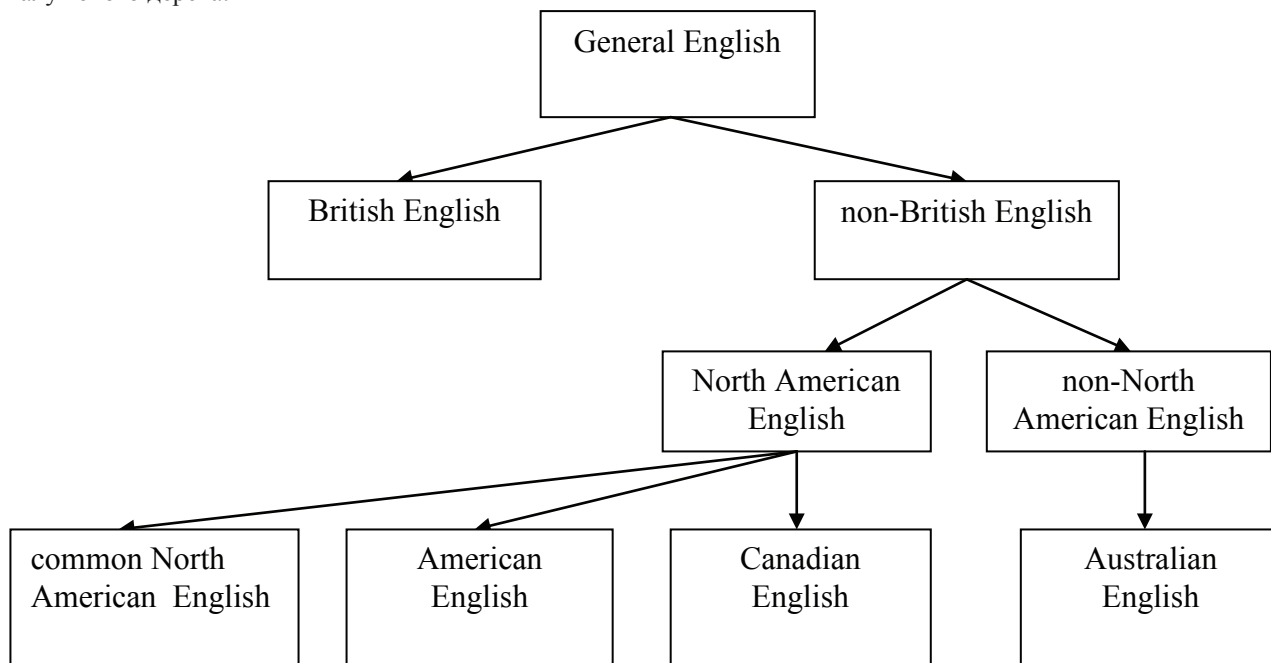 General English
British English
non-British English
North American
English
non-North
American English
common North
American English
American
English
Canadian
English
Australian
English